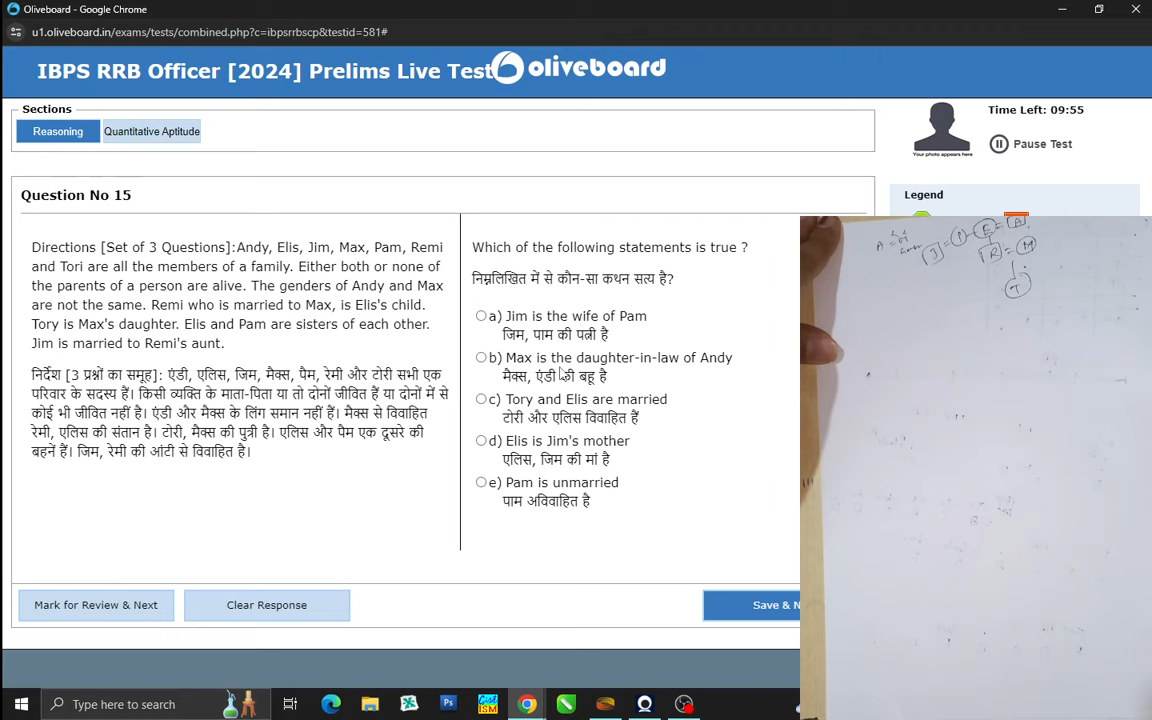 Oliveboard - Google Chrome
u1.oliveboard.in/exams/tests/combined.php?c=ibpsrrbscp&testid=581#
IBPS RRB Officer [2024] Prelims Live Test
oliveboard
Sections
Reasoning
Quantitative Aptitude
Your photo appears here
Time Left: 09:55
Pause Test
Question No 15
Legend
Directions [Set of 3 Questions]:Andy, Elis, Jim, Max, Pam, Remi
and Tori are all the members of a family. Either both or none of
the parents of a person are alive. The genders of Andy and Max
are not the same. Remi who is married to Max, is Elis's child.
Tory is Max's daughter. Elis and Pam are sisters of each other.
Jim is married to Remi's aunt.
निर्देश [3 प्रश्नों का समूह]: एंडी, एलिस, जिम, मैक्स, पैम, रेमी और टोरी सभी एक
परिवार के सदस्य हैं। किसी व्यक्ति के माता-पिता या तो दोनों जीवित हैं या दोनों में से
कोई भी जीवित नहीं है। एंडी और मैक्स के लिंग समान नहीं हैं। मैक्स से विवाहित
रेमी, एलिस की संतान है। टोरी, मैक्स की पुत्री है। एलिस और पैम एक दूसरे की
बहनें हैं। जिम, रेमी की आंटी से विवाहित है।
Which of the following statements is true ?
निम्नलिखित में से कौन-सा कथन सत्य है?
a) Jim is the wife of Pam
जिम, पाम की पत्नी है
b) Max is the daughter-in-law of Andy
मैक्स, एंडी की बहू है
c) Tory and Elis are married
टोरी और एलिस विवाहित हैं
d) Elis is Jim's mother
एलिस, जिम की मां है
e) Pam is unmarried
पाम अविवाहित है
J = P - E = A
R = M
T
Mark for Review & Next
Clear Response
Save & N
Type here to search